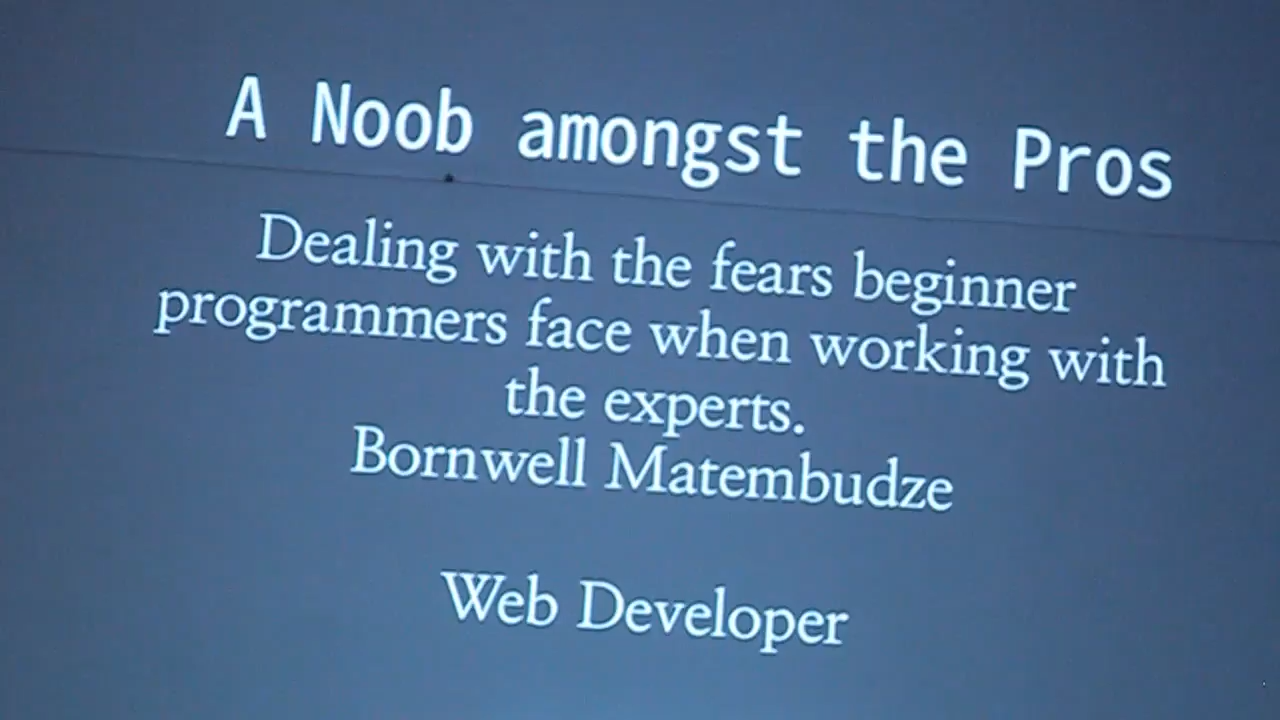 A Noob amongst the Pros
Dealing with the fears beginner
programmers face when working with
the experts.
Bornwell Matembudze
Web Developer